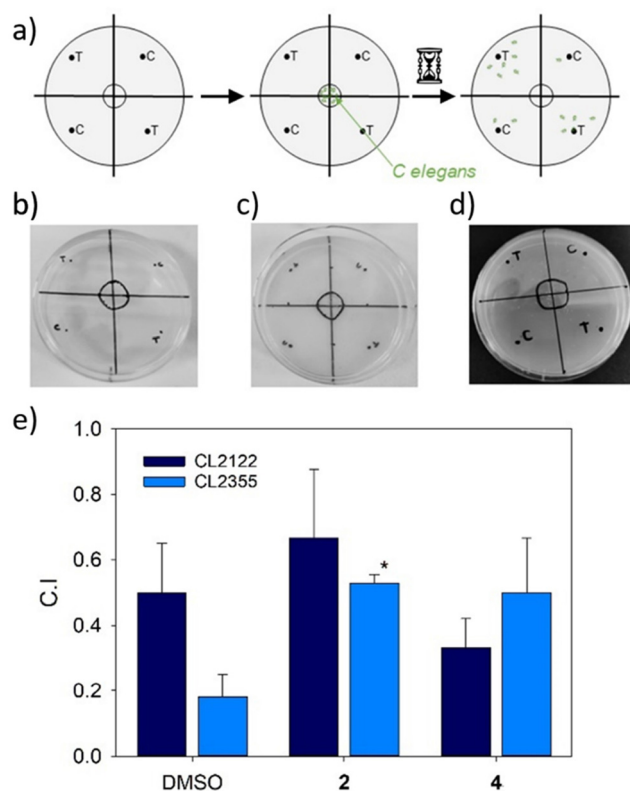 a)
T C T C T C
C T C T C T
C elegans
b) c) d)
T. .C T C
C. T. C T
e)
1.0
CL2122
CL2355
0.8
0.6
*
C.I
0.4
0.2
0.0
DMSO 2 4